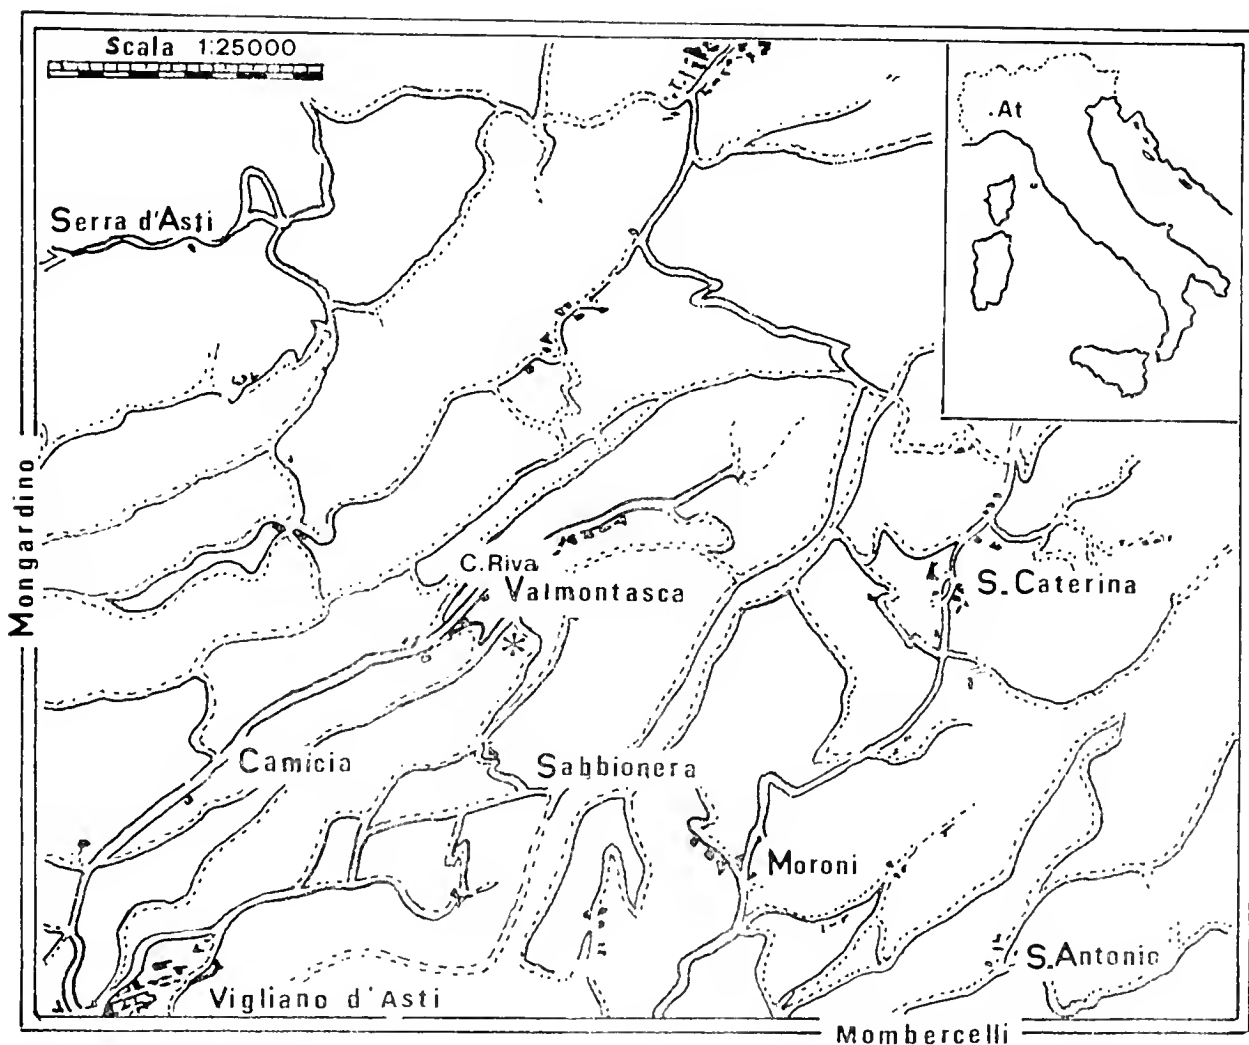 Scala 1:25000
.At
Serra d'Asti
Mongardino
C.Riva
Valmontasca
S.Caterina
Camicia
Sabbionera
Moroni
S.Antonio
Vigliano d'Asti
Mombercelli